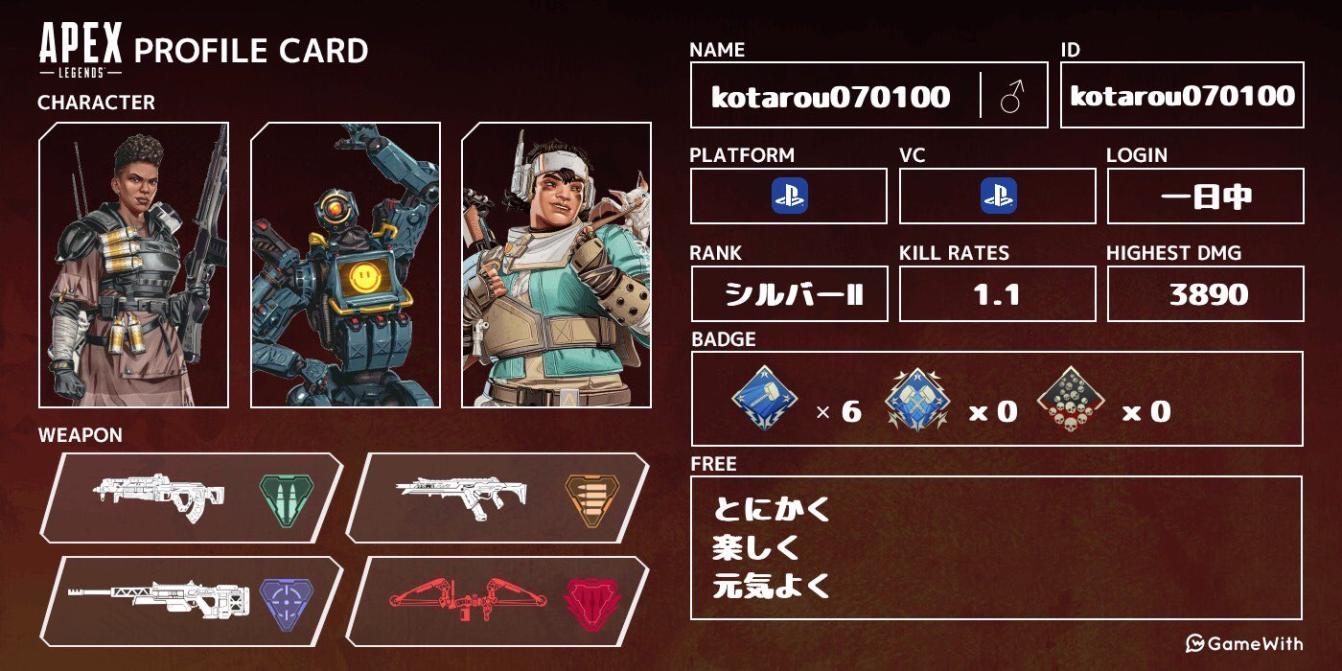 APEX
LEGENDS
PROFILE CARD
CHARACTER
WEAPON
NAME
kotarou070100
♂
ID
kotarou070100
PLATFORM
VC
LOGIN
一日中
RANK
シルバーII
KILL RATES
1.1
HIGHEST DMG
3890
BADGE
× 6
x 0
x 0
FREE
とにかく
楽しく
元気よく
GameWith